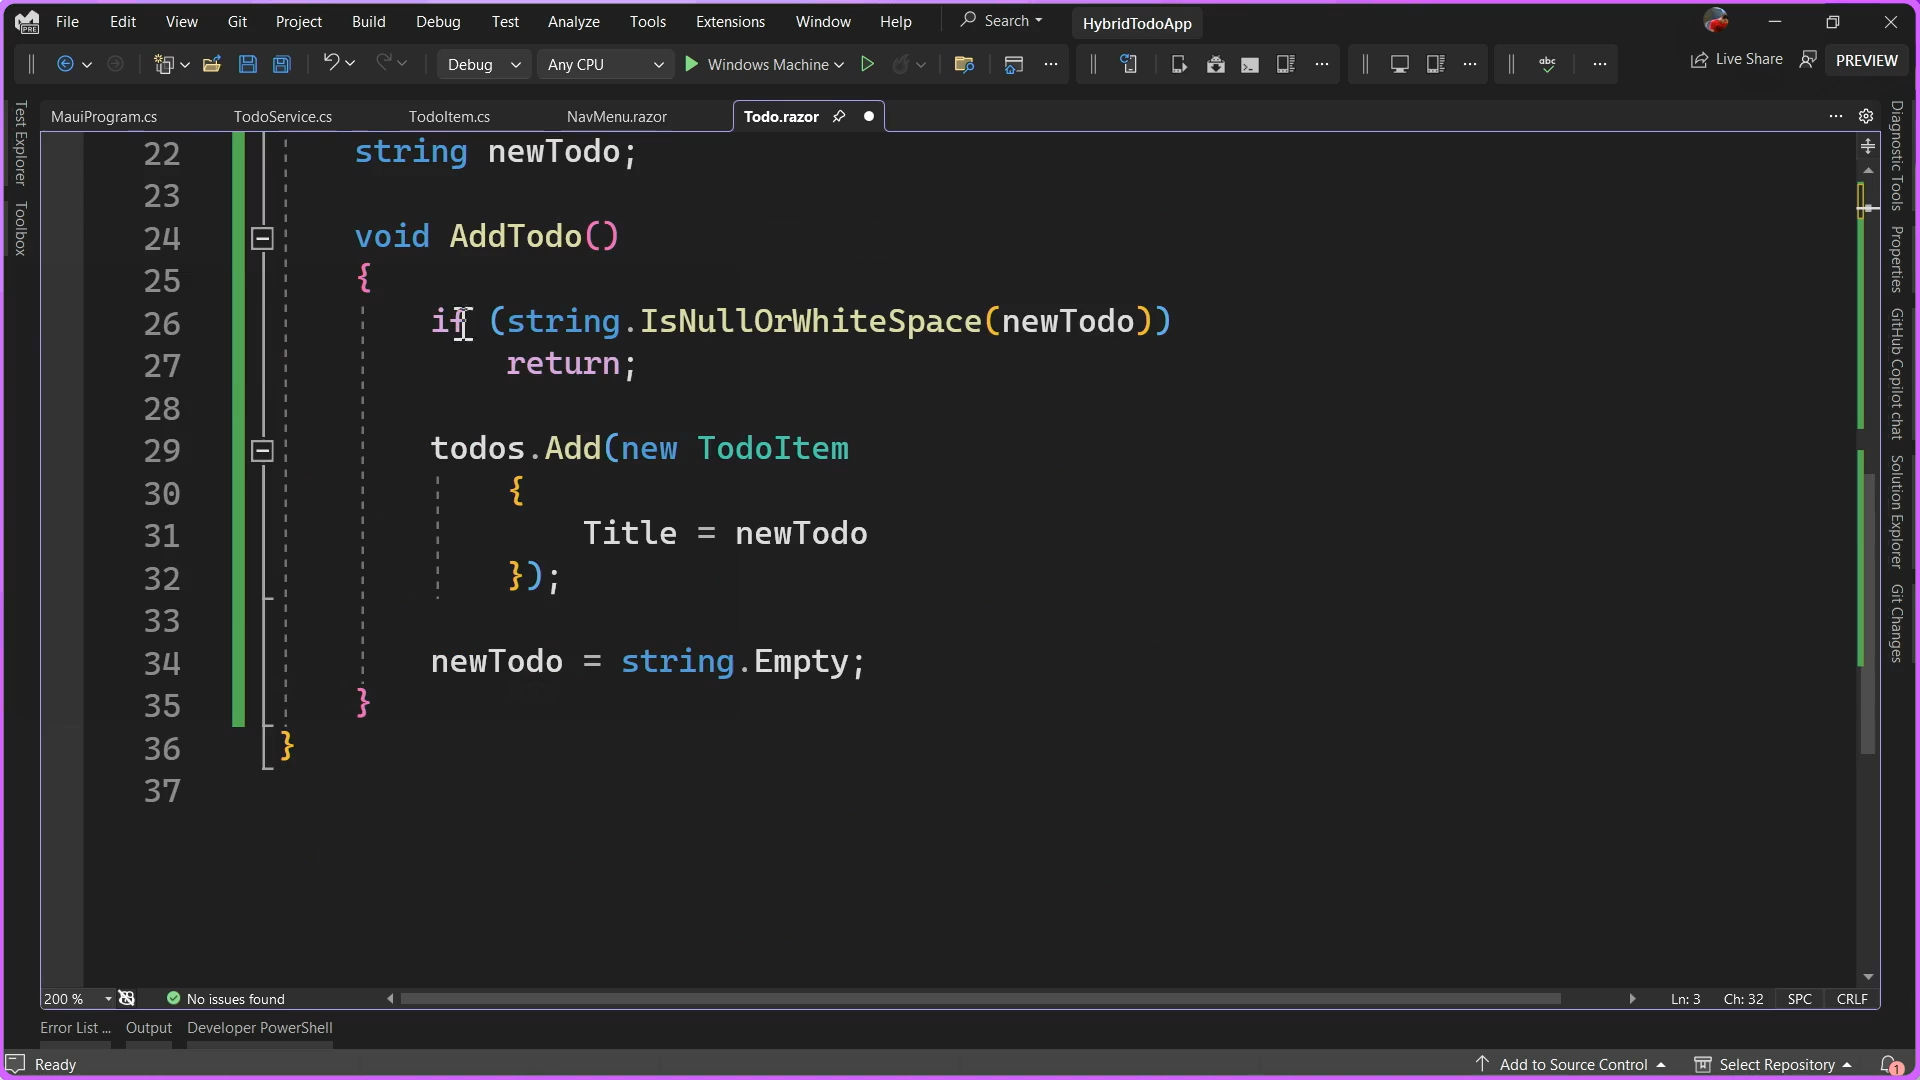 File Edit View Git Project Build Debug Test Analyze Tools Extensions Window Help Search HybridTodoApp
PRE
Debug Any CPU Windows Machine abc Live Share PREVIEW
MauiProgram.cs TodoService.cs TodoItem.cs NavMenu.razor Todo.razor
Test Explorer
Toolbox
22 string newTodo;
23
24 void AddTodo()
25 {
26 if (string.IsNullOrWhiteSpace(newTodo))
27 return;
28
29 todos.Add(new TodoItem
30 {
31 Title = newTodo
32 });
33
34 newTodo = string.Empty;
35 }
36 }
37
Diagnostic Tools
Properties
GitHub Copilot chat
Solution Explorer
Git Changes
200 % No issues found Ln: 3 Ch: 32 SPC CRLF
Error List ... Output Developer PowerShell
Ready Add to Source Control Select Repository 1